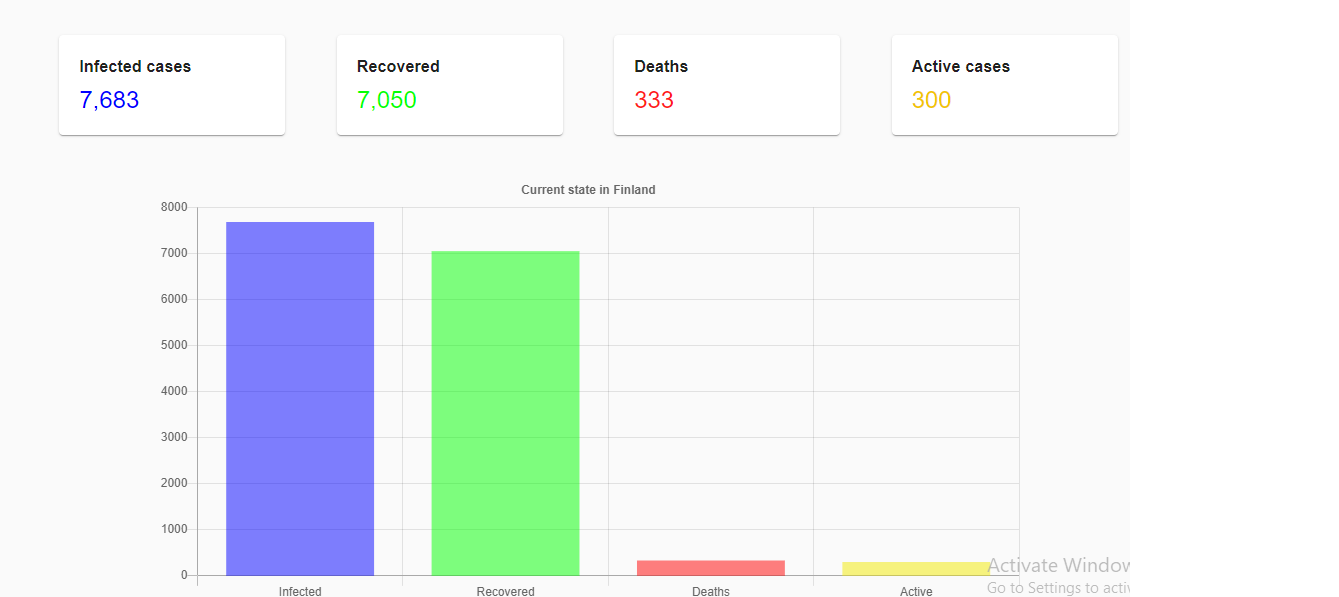 Infected cases
7,683
Recovered
7,050
Deaths
333
Active cases
300
Current state in Finland
8000
7000
6000
5000
4000
3000
2000
1000
0
Infected
Recovered
Deaths
Active
Activate Window
Go to Settings to activ